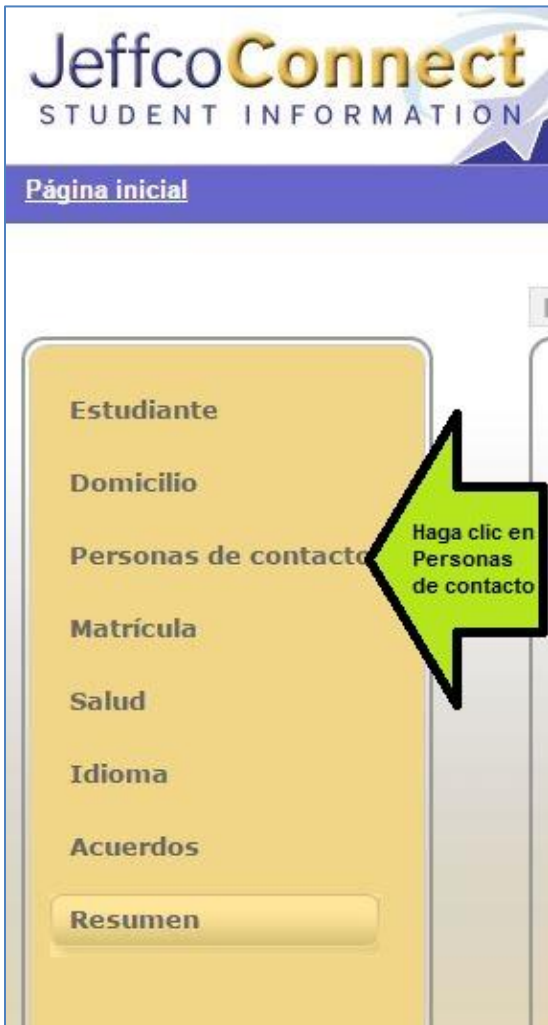 JeffcoConnect
STUDENT INFORMATION
Página inicial
Estudiante
Domicilio
Personas de contacto
Haga clic en
Personas
de contacto
Matrícula
Salud
Idioma
Acuerdos
Resumen